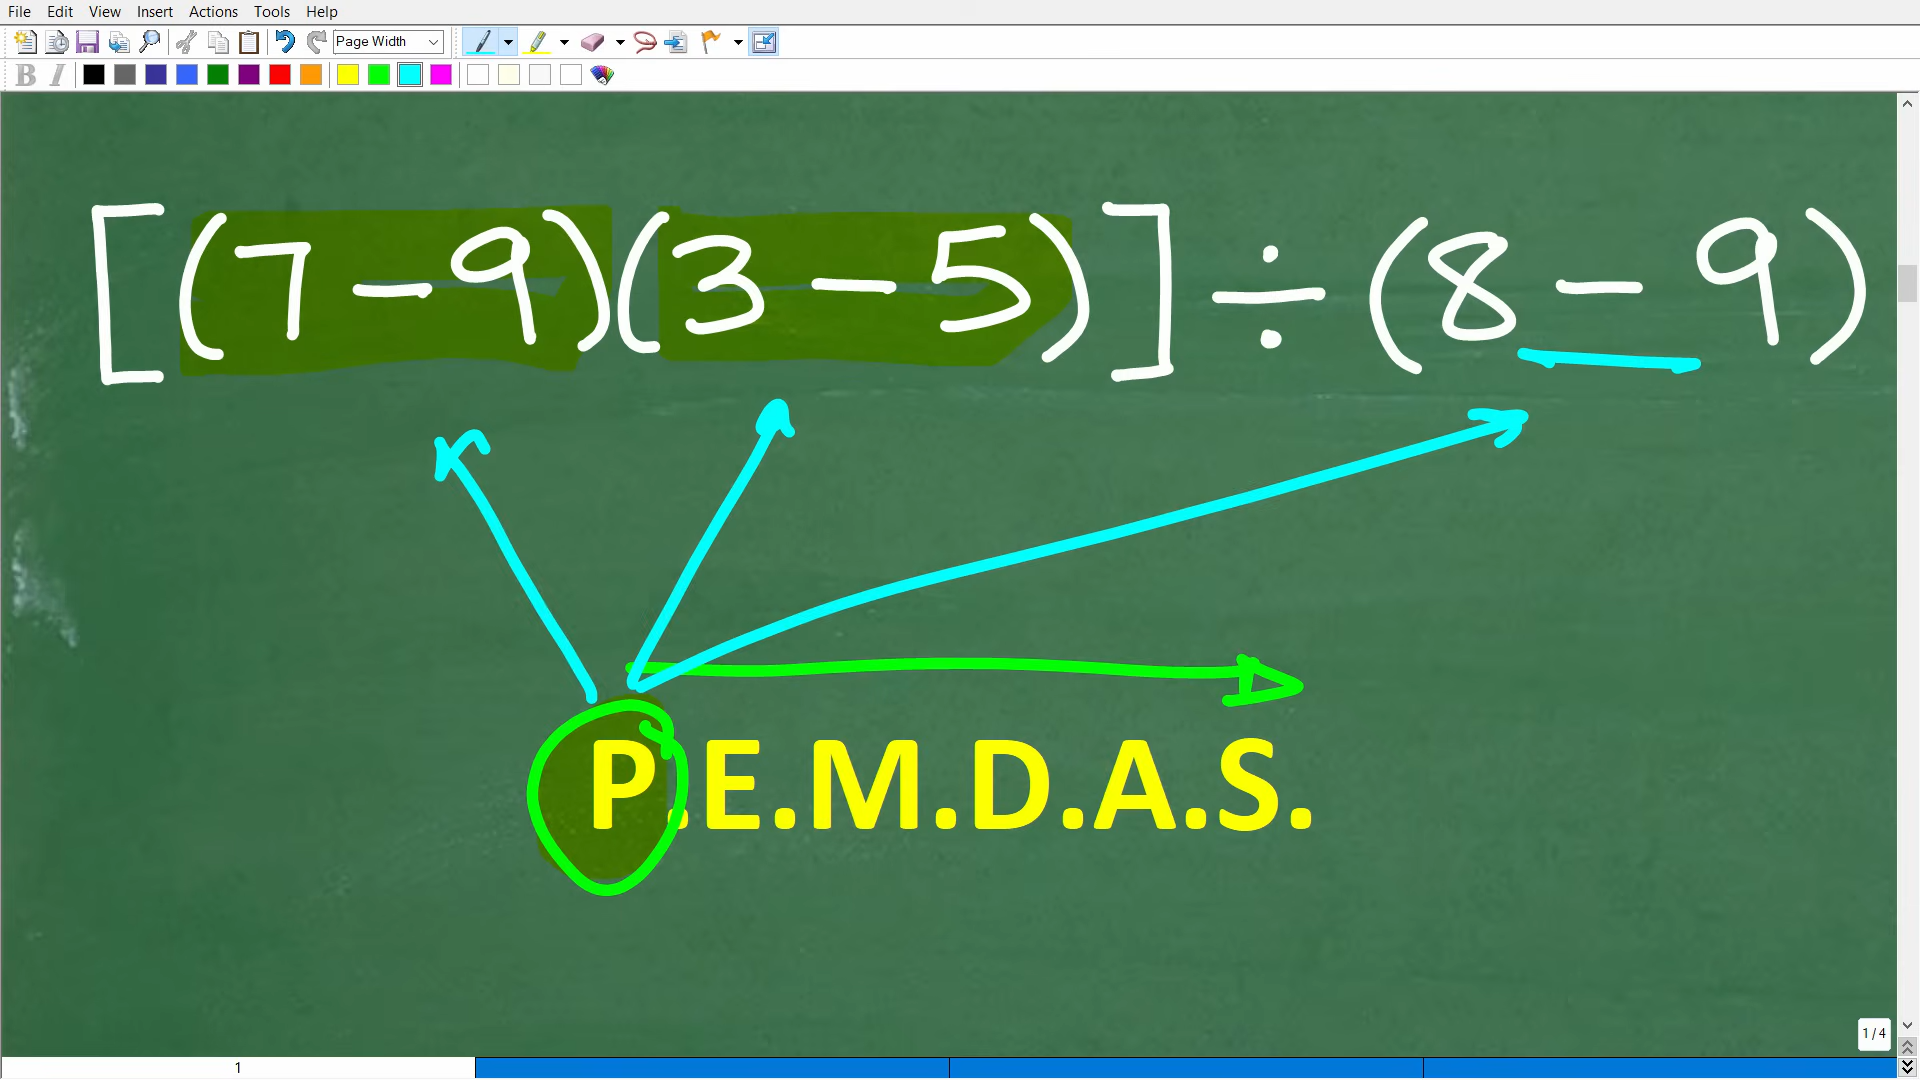 File Edit View Insert Actions Tools Help
Page Width
B I
[(7-9)(3-5)] ÷ (8-9)
P.E.M.D.A.S.
1 / 4
1